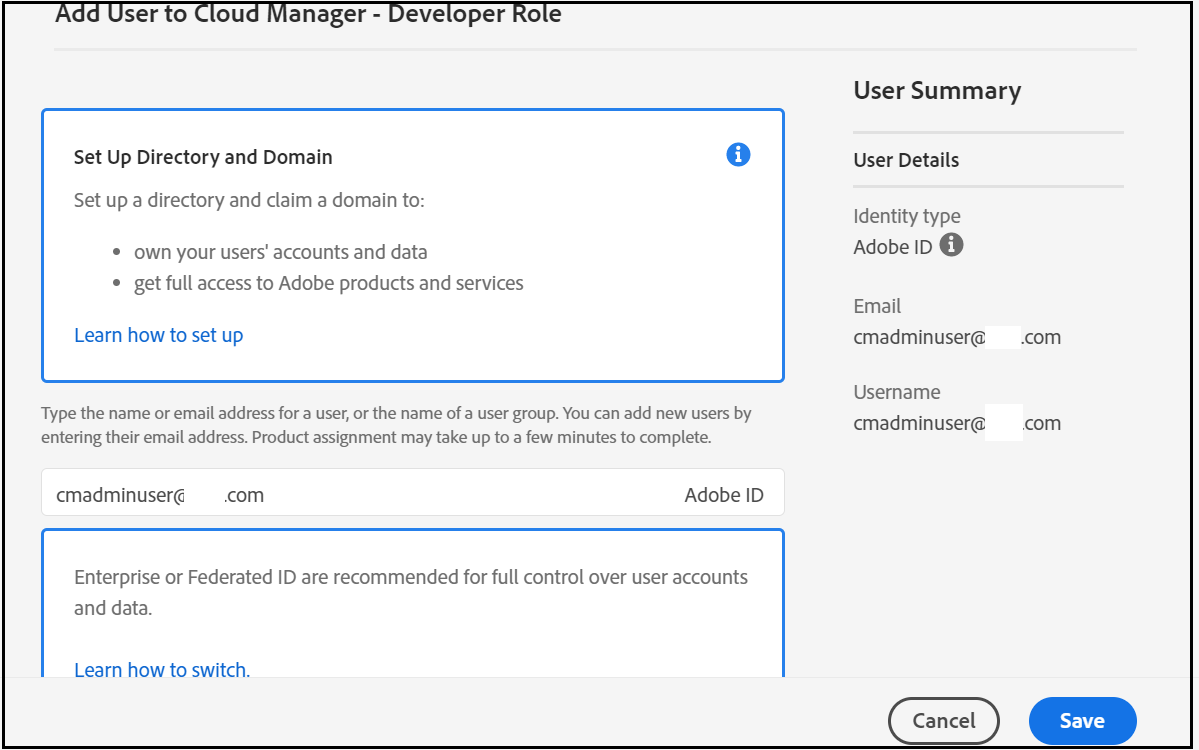 Add User to Cloud Manager - Developer Role
Set Up Directory and Domain
Set up a directory and claim a domain to:
• own your users' accounts and data
• get full access to Adobe products and services
Learn how to set up
Type the name or email address for a user, or the name of a user group. You can add new users by
entering their email address. Product assignment may take up to a few minutes to complete.
cmadminuser@ .com Adobe ID
Enterprise or Federated ID are recommended for full control over user accounts
and data.
Learn how to switch.
User Summary
User Details
Identity type
Adobe ID
Email
cmadminuser@ .com
Username
cmadminuser@ .com
Cancel
Save